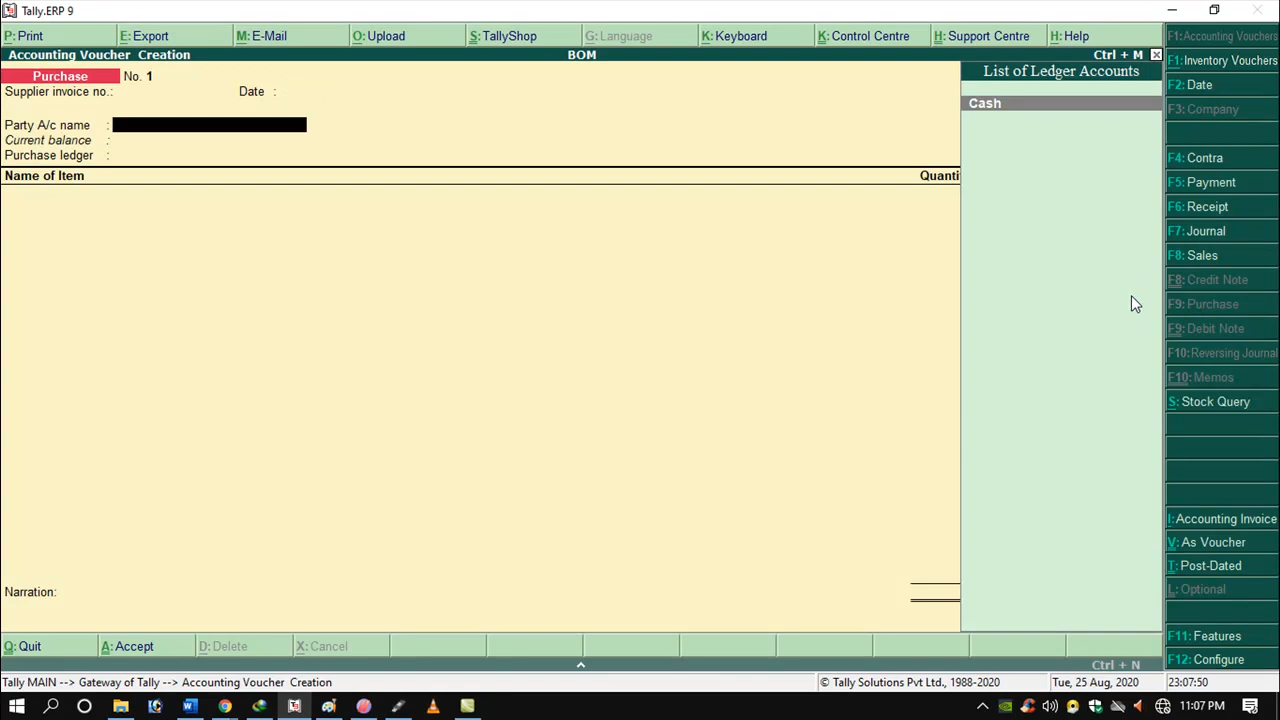 Tally.ERP 9
P: Print
E: Export
M: E-Mail
O: Upload
S: TallyShop
G: Language
K: Keyboard
K: Control Centre
H: Support Centre
H: Help
F1: Accounting Vouchers
Accounting Voucher Creation
BOM
Ctrl + M
F1: Inventory Vouchers
Purchase No. 1
List of Ledger Accounts
F2: Date
Supplier invoice no.:
Date :
Cash
F3: Company
Party A/c name :
Current balance :
Purchase ledger :
F4: Contra
Name of Item
Quanti
F5: Payment
F6: Receipt
F7: Journal
F8: Sales
F8: Credit Note
F9: Purchase
F9: Debit Note
F10: Reversing Journal
F10: Memos
S: Stock Query
I: Accounting Invoice
V: As Voucher
T: Post-Dated
L: Optional
Narration:
F11: Features
F12: Configure
Q: Quit
A: Accept
D: Delete
X: Cancel
Ctrl + N
Tally MAIN --> Gateway of Tally --> Accounting Voucher Creation
© Tally Solutions Pvt Ltd., 1988-2020
Tue, 25 Aug, 2020
23:07:50
11:07 PM